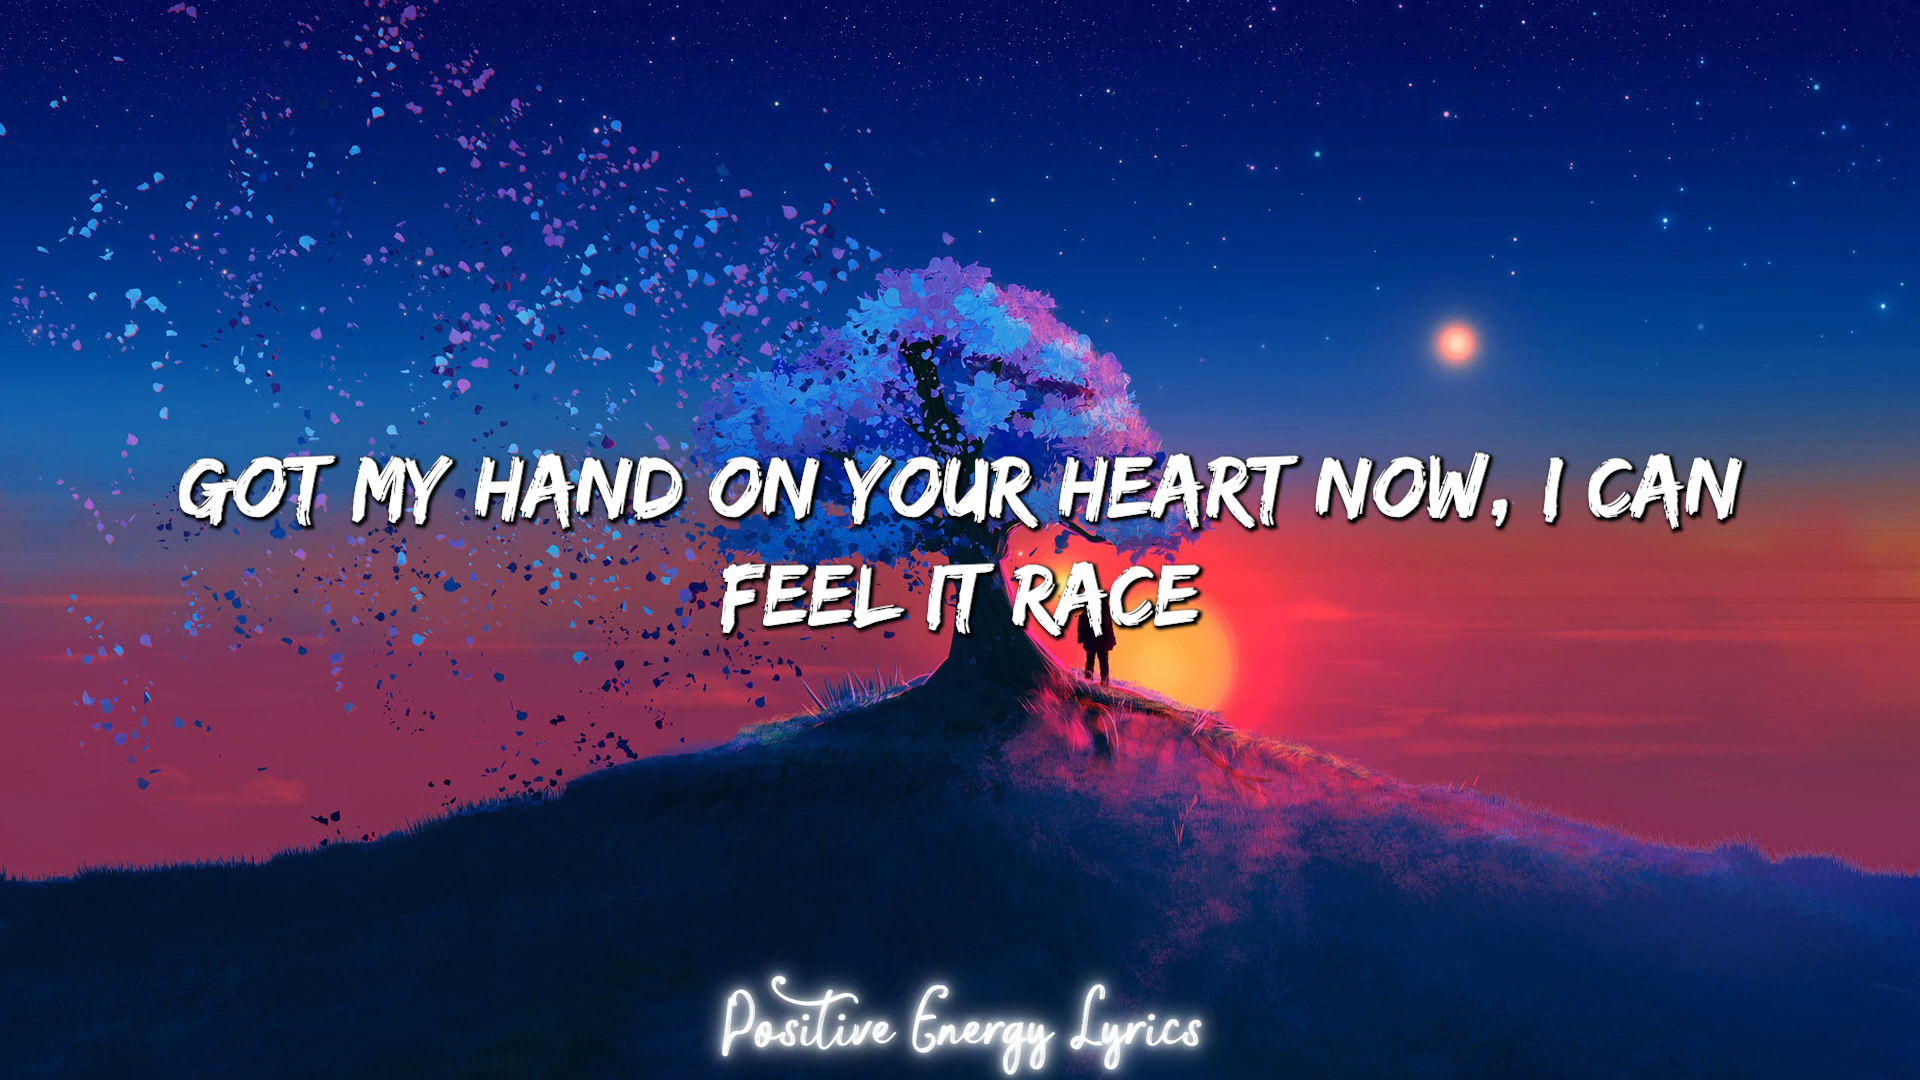 GOT MY HAND ON YOUR HEART NOW, I CAN
FEEL IT RACE
Positive Energy Lyrics